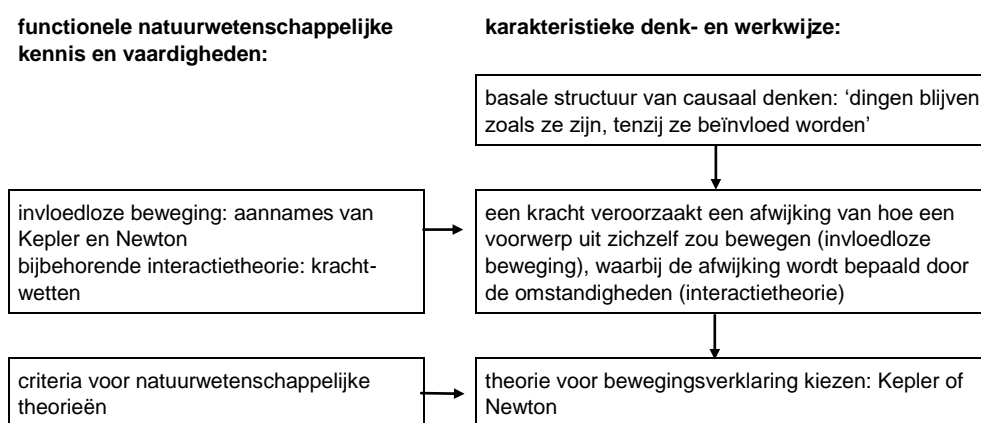 functionele natuurwetenschappelijke
kennis en vaardigheden:
karakteristieke denk- en werkwijze:
basale structuur van causaal denken: ‘dingen blijven
zoals ze zijn, tenzij ze beïnvloed worden’
invloedloze beweging: aannames van
Kepler en Newton
bijbehorende interactietheorie: kracht-
wetten
een kracht veroorzaakt een afwijking van hoe een
voorwerp uit zichzelf zou bewegen (invloedloze
beweging), waarbij de afwijking wordt bepaald door
de omstandigheden (interactietheorie)
criteria voor natuurwetenschappelijke
theorieën
theorie voor bewegingsverklaring kiezen: Kepler of
Newton